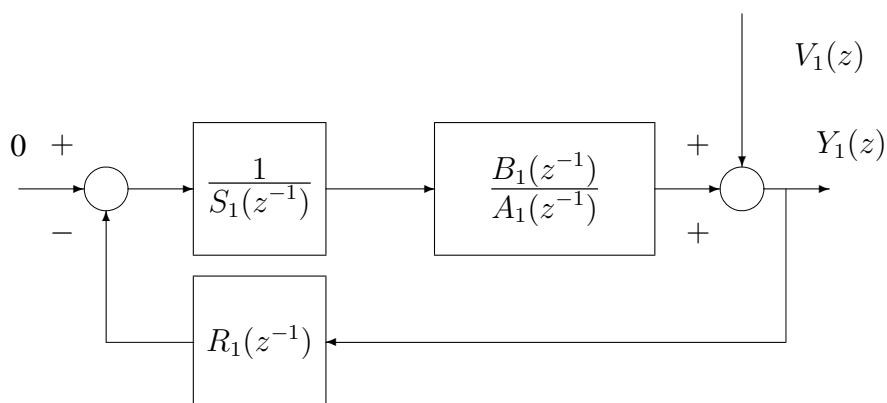 V₁(z)
0 + 1/S₁(z⁻¹) B₁(z⁻¹)/A₁(z⁻¹) + Y₁(z)
− +
R₁(z⁻¹)